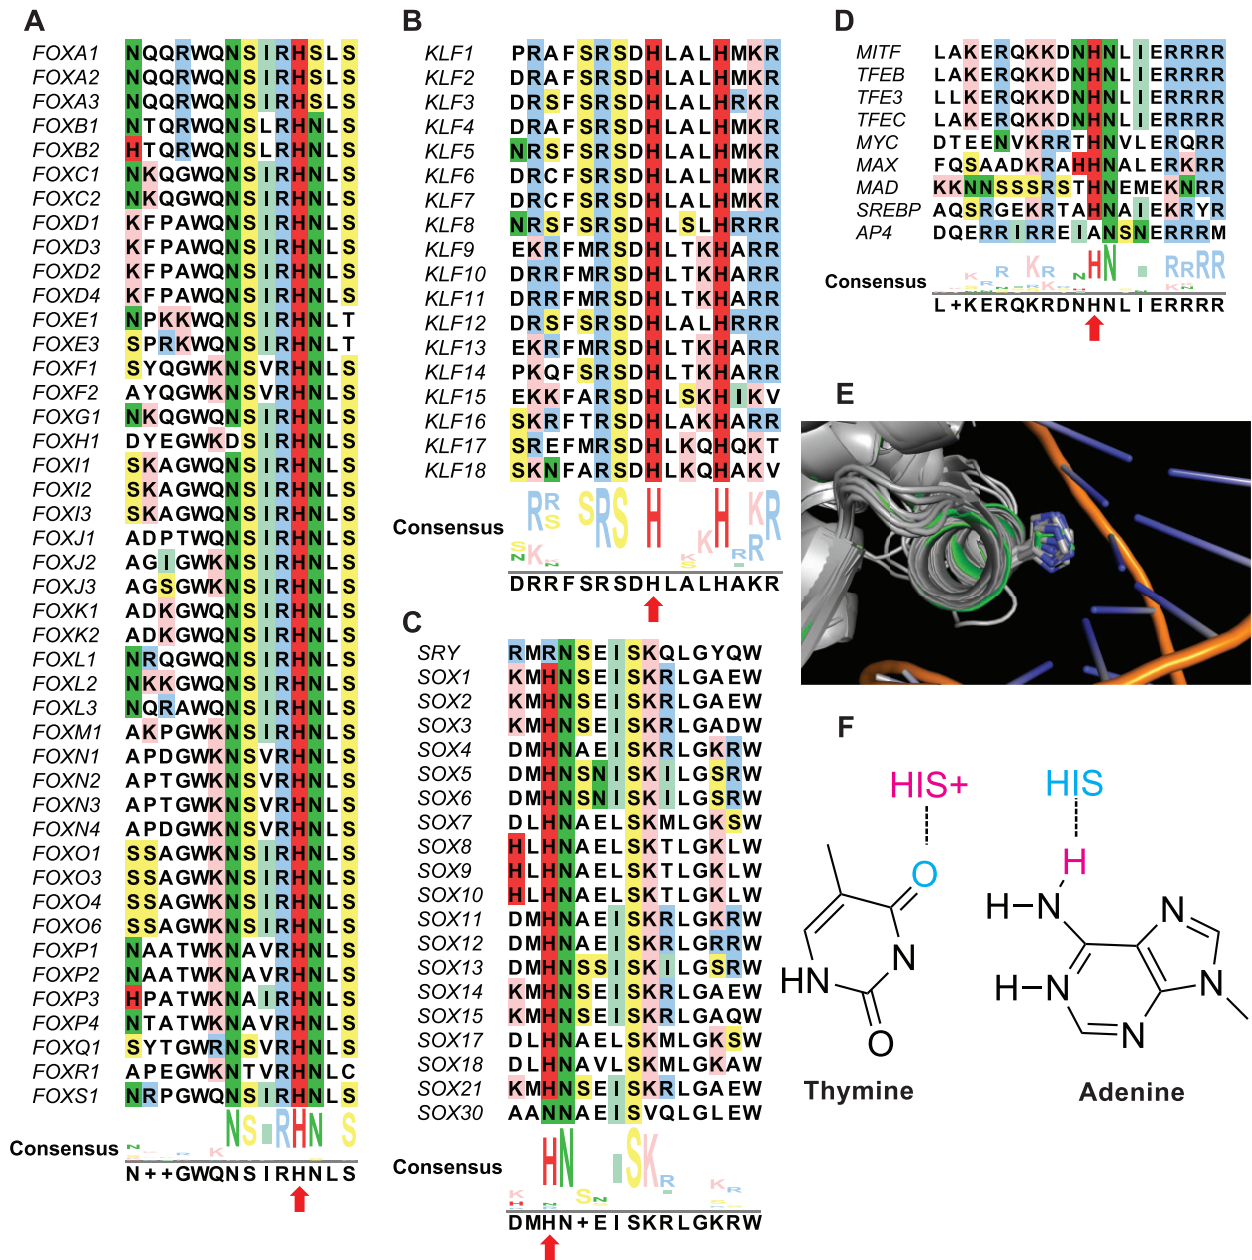 A
FOXA1 NQQRWQNSIRHSLS
FOXA2 NQQRWQNSIRHSLS
FOXA3 NQQRWQNSIRHSLS
FOXB1 NTQRWQNSLRHNLS
FOXB2 HTQRWQNSLRHNLS
FOXC1 NKQGWQNSIRHNLS
FOXC2 NKQGWQNSIRHNLS
FOXD1 KFPAWQNSIRHNLS
FOXD3 KFPAWQNSIRHNLS
FOXD2 KFPAWQNSIRHNLS
FOXD4 KFPAWQNSIRHNLS
FOXE1 NPKKWQNSIRHNLT
FOXE3 SPRKWQNSIRHNLT
FOXF1 SYQGWKNSVRHNLS
FOXF2 AYQGWKNSVRHNLS
FOXG1 NKQGWQNSIRHNLS
FOXH1 DYEGWKDSIRHNLS
FOXI1 SKAGWQNSIRHNLS
FOXI2 SKAGWQNSIRHNLS
FOXI3 SKAGWQNSIRHNLS
FOXJ1 ADPTWQNSIRHNLS
FOXJ2 AGIGWKNSIRHNLS
FOXJ3 AGSGWKNSIRHNLS
FOXK1 ADKGWQNSIRHNLS
FOXK2 ADKGWQNSIRHNLS
FOXL1 NRQGWQNSIRHNLS
FOXL2 NKKGWQNSIRHNLS
FOXL3 NQRAWQNSIRHNLS
FOXM1 AKPGWKNSIRHNLS
FOXN1 APDGWKNSVRHNLS
FOXN2 APTGWKNSVRHNLS
FOXN3 APTGWKNSVRHNLS
FOXN4 APDGWKNSVRHNLS
FOXO1 SSAGWKNSIRHNLS
FOXO3 SSAGWKNSIRHNLS
FOXO4 SSAGWKNSIRHNLS
FOXO6 SSAGWKNSIRHNLS
FOXP1 NAATWKNAVRHNLS
FOXP2 NAATWKNAVRHNLS
FOXP3 HPATWKNAIRHNLS
FOXP4 NTATWKNAVRHNLS
FOXQ1 SYTGWRNSVRHNLS
FOXR1 APEGWKNTVRHNLC
FOXS1 NRPGWQNSIRHNLS
Consensus
N++GWQNSIRHNLS
B
KLF1 PRAFSRSDHLALHMKR
KLF2 DRAFSRSDHLALHMKR
KLF3 DRSFSRSDHLALHRKR
KLF4 DRAFSRSDHLALHMKR
KLF5 NRSFSRSDHLALHMKR
KLF6 DRCFSRSDHLALHMKR
KLF7 DRCFSRSDHLALHMKR
KLF8 NRSFSRSDHLSLHRRR
KLF9 EKRFMRSDHLTKHARR
KLF10 DRRFMRSDHLTKHARR
KLF11 DRRFMRSDHLTKHARR
KLF12 DRSFSRSDHLALHRRR
KLF13 EKRFMRSDHLTKHARR
KLF14 PKQFSRSDHLTKHARR
KLF15 EKKFARSDHLSKHIKV
KLF16 SKRFTRSDHLAKHARR
KLF17 SREFMRSDHLKQHQKT
KLF18 SKNFARSDHLKQHAKV
Consensus
DRRFSRSDHLALHAKR
C
SRY RMRNSEISKQLGYQW
SOX1 KMHNSEISKRLGAEW
SOX2 KMHNSEISKRLGAEW
SOX3 KMHNSEISKRLGADW
SOX4 DMHNAEISKRLGKRW
SOX5 DMHNSNISKILGSRW
SOX6 DMHNSNISKILGSRW
SOX7 DLHNAELSKMLGKSW
SOX8 HLHNAELSKTLGKLW
SOX9 HLHNAELSKTLGKLW
SOX10 HLHNAELSKTLGKLW
SOX11 DMHNAEISKRLGKRW
SOX12 DMHNAEISKRLGRRW
SOX13 DMHNSSISKILGSRW
SOX14 KMHNSEISKRLGAEW
SOX15 KMHNSEISKRLGAQW
SOX17 DLHNAELSKMLGKSW
SOX18 DLHNAVLSKMLGKAW
SOX21 KMHNSEISKRLGAEW
SOX30 AANNAEISVQLGLEW
Consensus
DMHN+EISKRLGKRW
D
MITF LAKERQKKDNHNLIERRRR
TFEB LAKERQKKDNHNLIERRRR
TFE3 LLKERQKKDNHNLIERRRR
TFEC LAKERQKKDNHNLIERRRR
MYC DTEENVKRRTHNVLERQRR
MAX FQSAADKRAHHNALERKRR
MAD KKNNSSSRSTHNEMEKNRR
SREBP AQSRGEKRTAHNAIEKRYR
AP4 DQERRIRREIANSNERRRM
Consensus
L+KERQKRDNHNLIERRRR
E
F
HIS+
O
N
HN
O
Thymine
HIS
H
H-N
N
H-N
N
N
Adenine